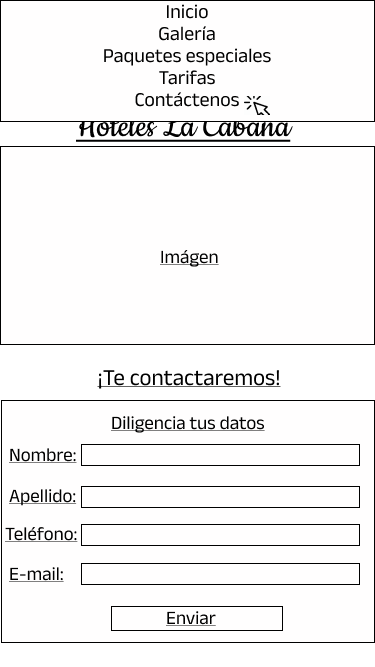 Inicio
Galería
Paquetes especiales
Tarifas
Contáctenos
Hoteles La Cabaña
Imágen
¡Te contactaremos!
Diligencia tus datos
Nombre:
Apellido:
Teléfono:
E-mail:
Enviar